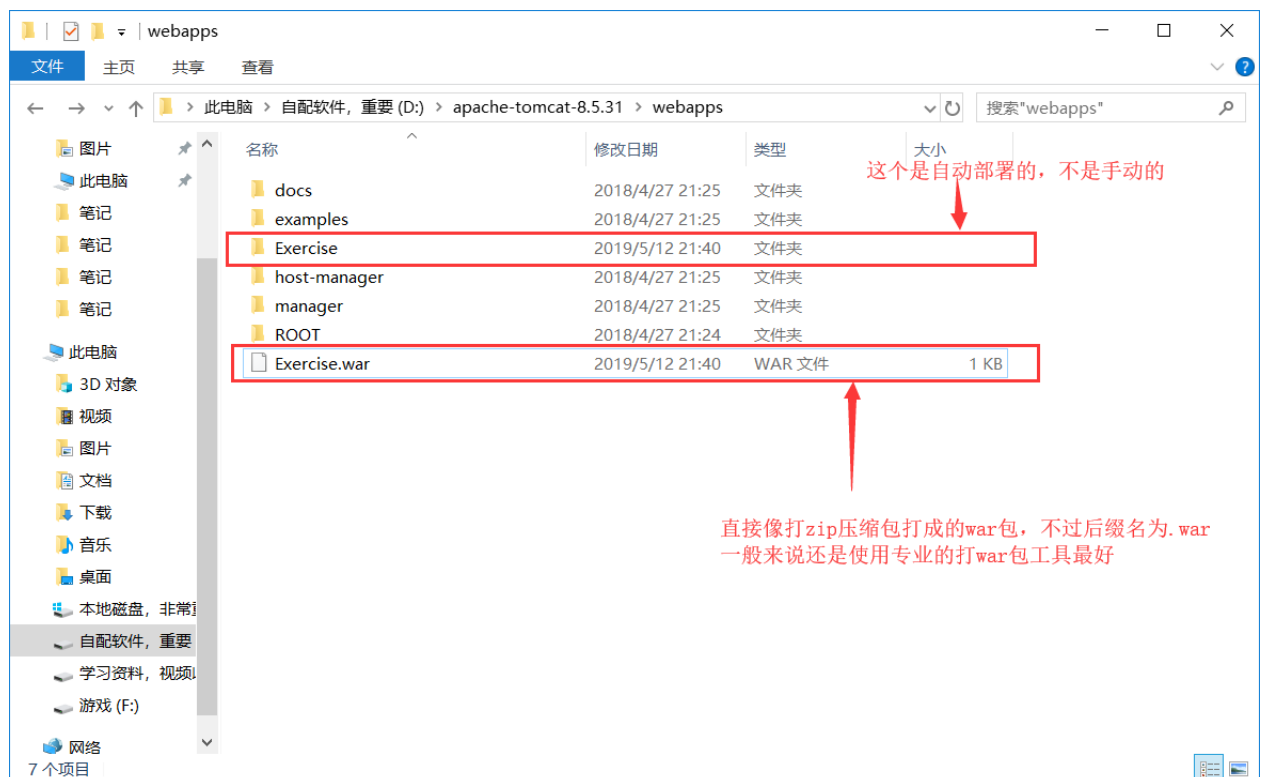 webapps
文件 主页 共享 查看
此电脑 自配软件，重要 (D:) apache-tomcat-8.5.31 webapps 搜索"webapps"
图片
此电脑
笔记
笔记
笔记
笔记
此电脑
3D 对象
视频
图片
文档
下载
音乐
桌面
本地磁盘，非常重
自配软件，重要
学习资料，视频
游戏 (F:)
网络
名称 修改日期 类型 大小
这个是自动部署的，不是手动的
docs 2018/4/27 21:25 文件夹
examples 2018/4/27 21:25 文件夹
Exercise 2019/5/12 21:40 文件夹
host-manager 2018/4/27 21:25 文件夹
manager 2018/4/27 21:25 文件夹
ROOT 2018/4/27 21:24 文件夹
Exercise.war 2019/5/12 21:40 WAR 文件 1 KB
直接像打zip压缩包打成的war包，不过后缀名为.war
一般来说还是使用专业的打war包工具最好
7 个项目